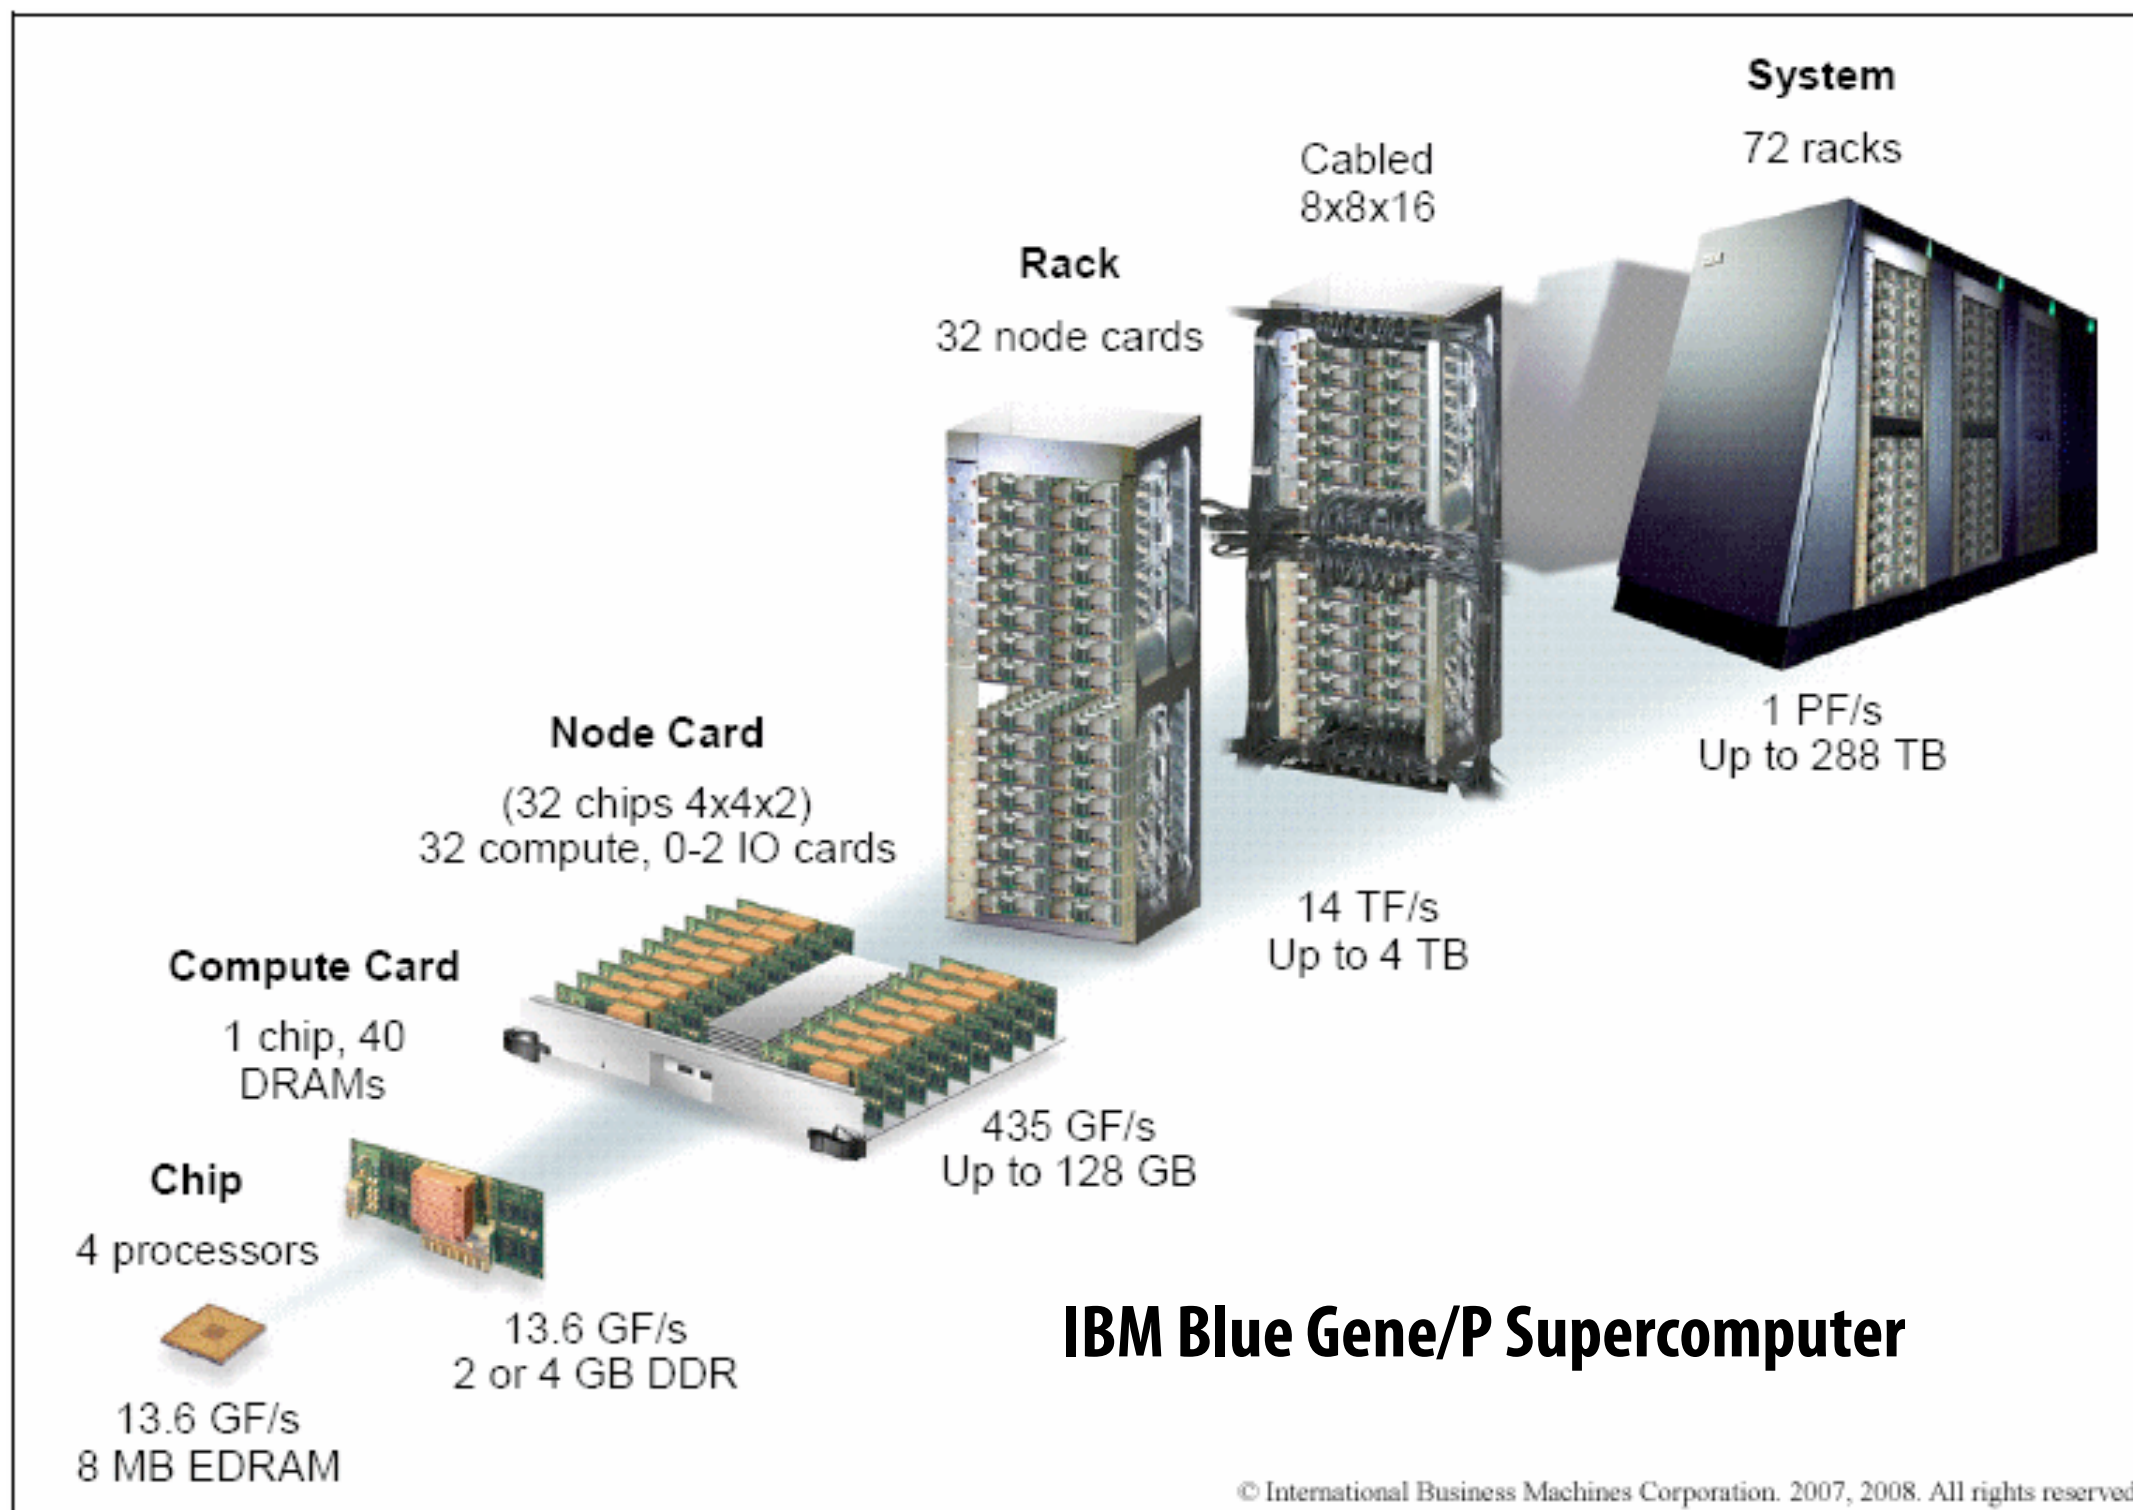 System
72 racks
Cabled
8x8x16
Rack
32 node cards
1 PF/s
Up to 288 TB
Node Card
(32 chips 4x4x2)
32 compute, 0-2 IO cards
14 TF/s
Up to 4 TB
Compute Card
1 chip, 40
DRAMs
435 GF/s
Up to 128 GB
Chip
4 processors
13.6 GF/s
2 or 4 GB DDR
IBM Blue Gene/P Supercomputer
13.6 GF/s
8 MB EDRAM
© International Business Machines Corporation. 2007, 2008. All rights reserved